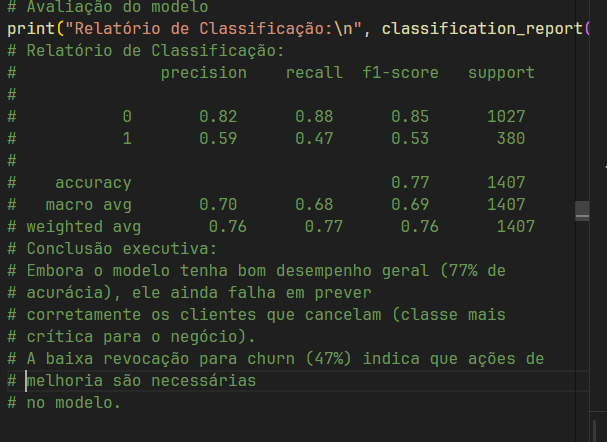 # Avaliação do modelo
print("Relatório de Classificação:\n", classification_report(
# Relatório de Classificação:
#               precision    recall  f1-score   support
#
#           0       0.82      0.88      0.85      1027
#           1       0.59      0.47      0.53       380
#
#    accuracy                           0.77      1407
#   macro avg       0.70      0.68      0.69      1407
# weighted avg       0.76      0.77      0.76      1407
# Conclusão executiva:
# Embora o modelo tenha bom desempenho geral (77% de
# acurácia), ele ainda falha em prever
# corretamente os clientes que cancelam (classe mais
# crítica para o negócio).
# A baixa revocação para churn (47%) indica que ações de
# melhoria são necessárias
# no modelo.